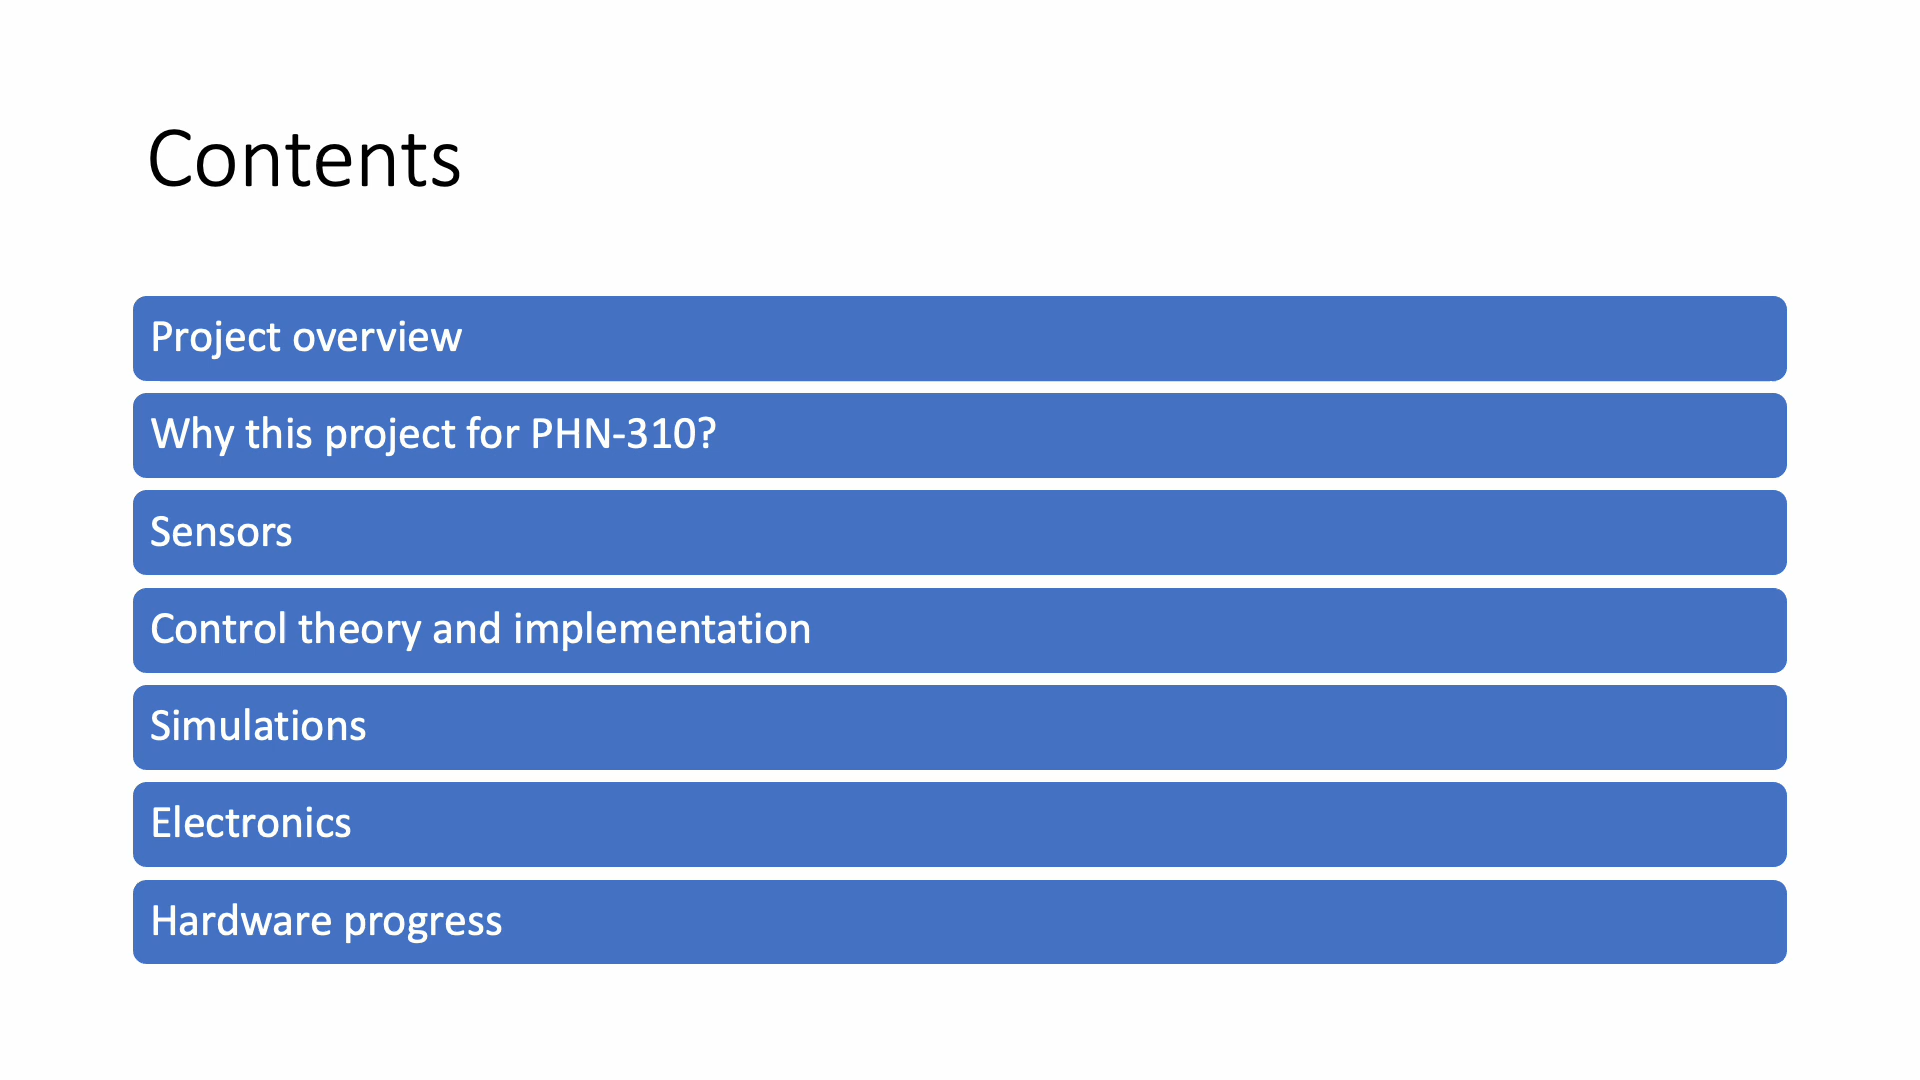 Contents
Project overview
Why this project for PHN-310?
Sensors
Control theory and implementation
Simulations
Electronics
Hardware progress